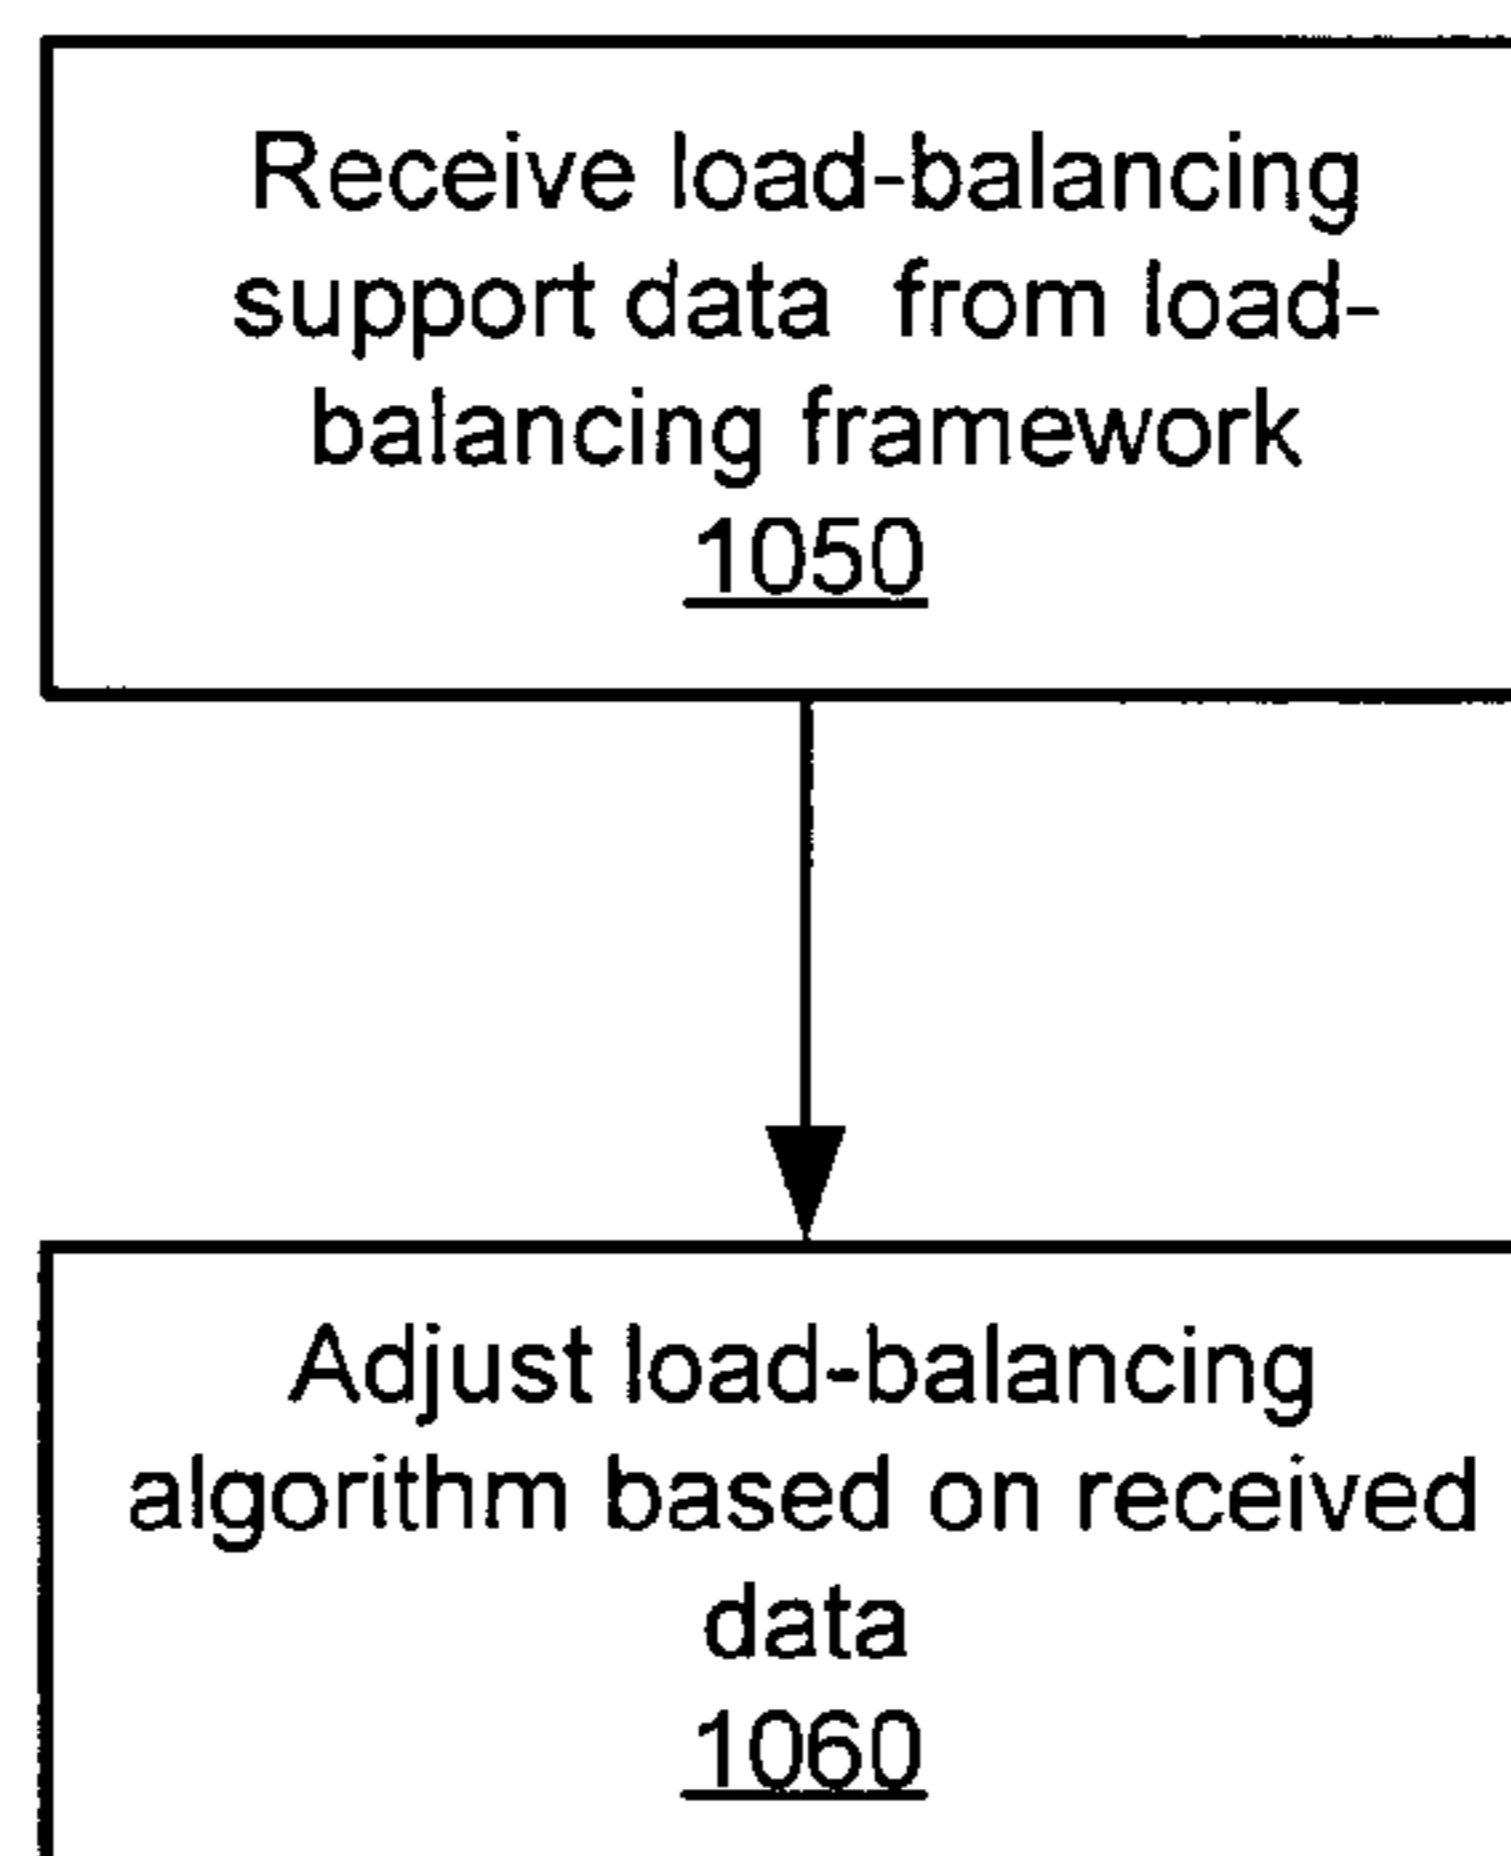 Receive load-balancing
support data from load-
balancing framework
1050
Adjust load-balancing
algorithm based on received
data
1060